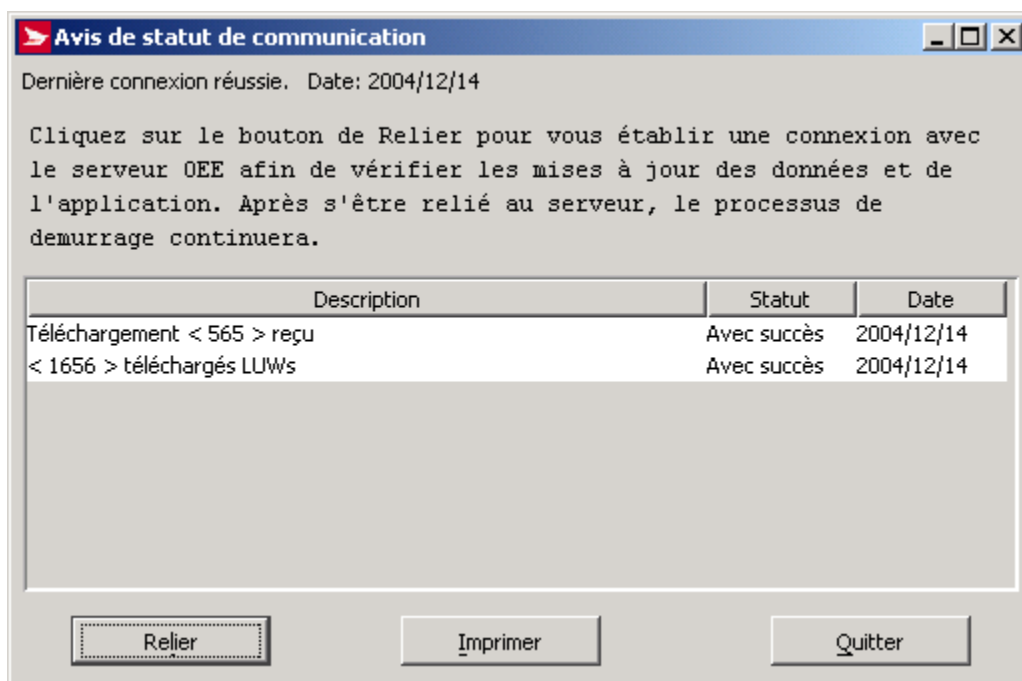 Avis de statut de communication
Dernière connexion réussie. Date: 2004/12/14
Cliquez sur le bouton de Relier pour vous établir une connexion avec
le serveur OEE afin de vérifier les mises à jour des données et de
l'application. Après s'être relié au serveur, le processus de
demurrage continuera.
Description Statut Date
Téléchargement < 565 > reçu Avec succès 2004/12/14
< 1656 > téléchargés LUWs Avec succès 2004/12/14
Relier Imprimer Quitter